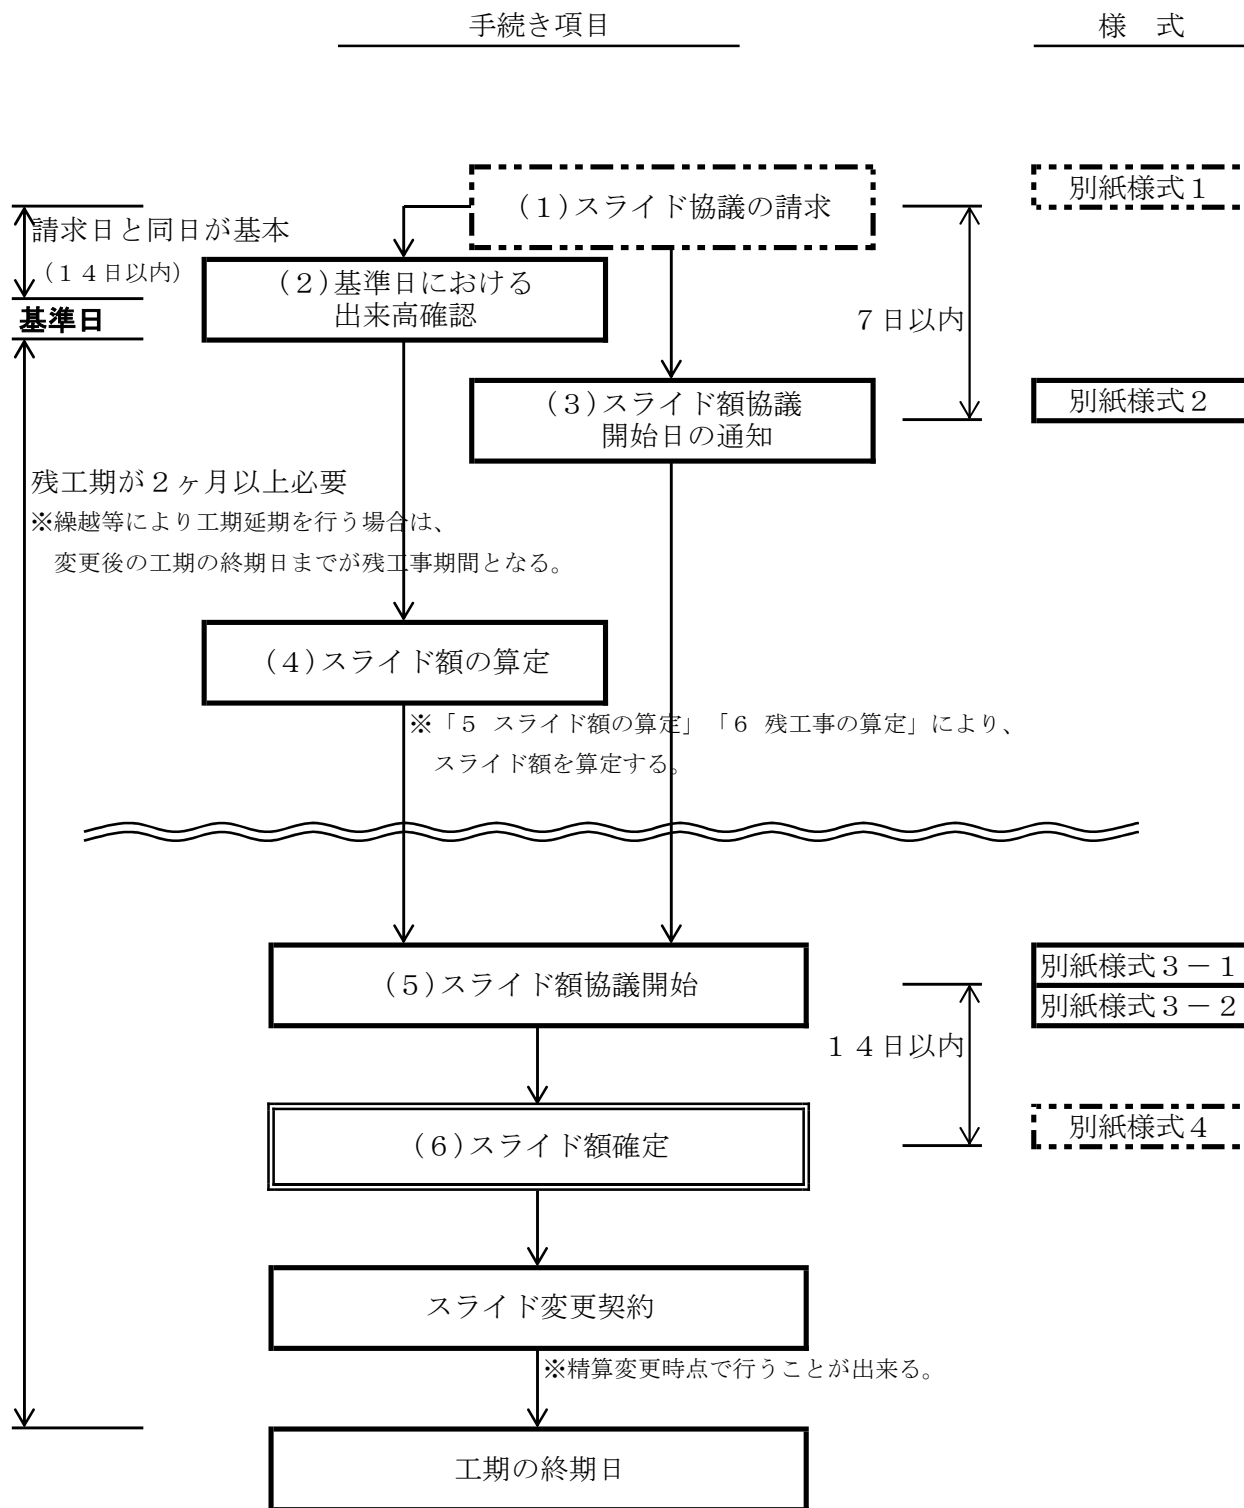 手続き項目
様　式
(１)スライド協議の請求
別紙様式１
請求日と同日が基本
（１４日以内）
(２)基準日における
出来高確認
基準日
７日以内
(３)スライド額協議
開始日の通知
別紙様式２
残工期が２ヶ月以上必要
※繰越等により工期延期を行う場合は、
変更後の工期の終期日までが残工事期間となる。
(４)スライド額の算定
※「５ スライド額の算定」「６ 残工事の算定」により、
スライド額を算定する。
(５)スライド額協議開始
別紙様式３－１
別紙様式３－２
１４日以内
(６)スライド額確定
別紙様式４
スライド変更契約
※精算変更時点で行うことが出来る。
工期の終期日